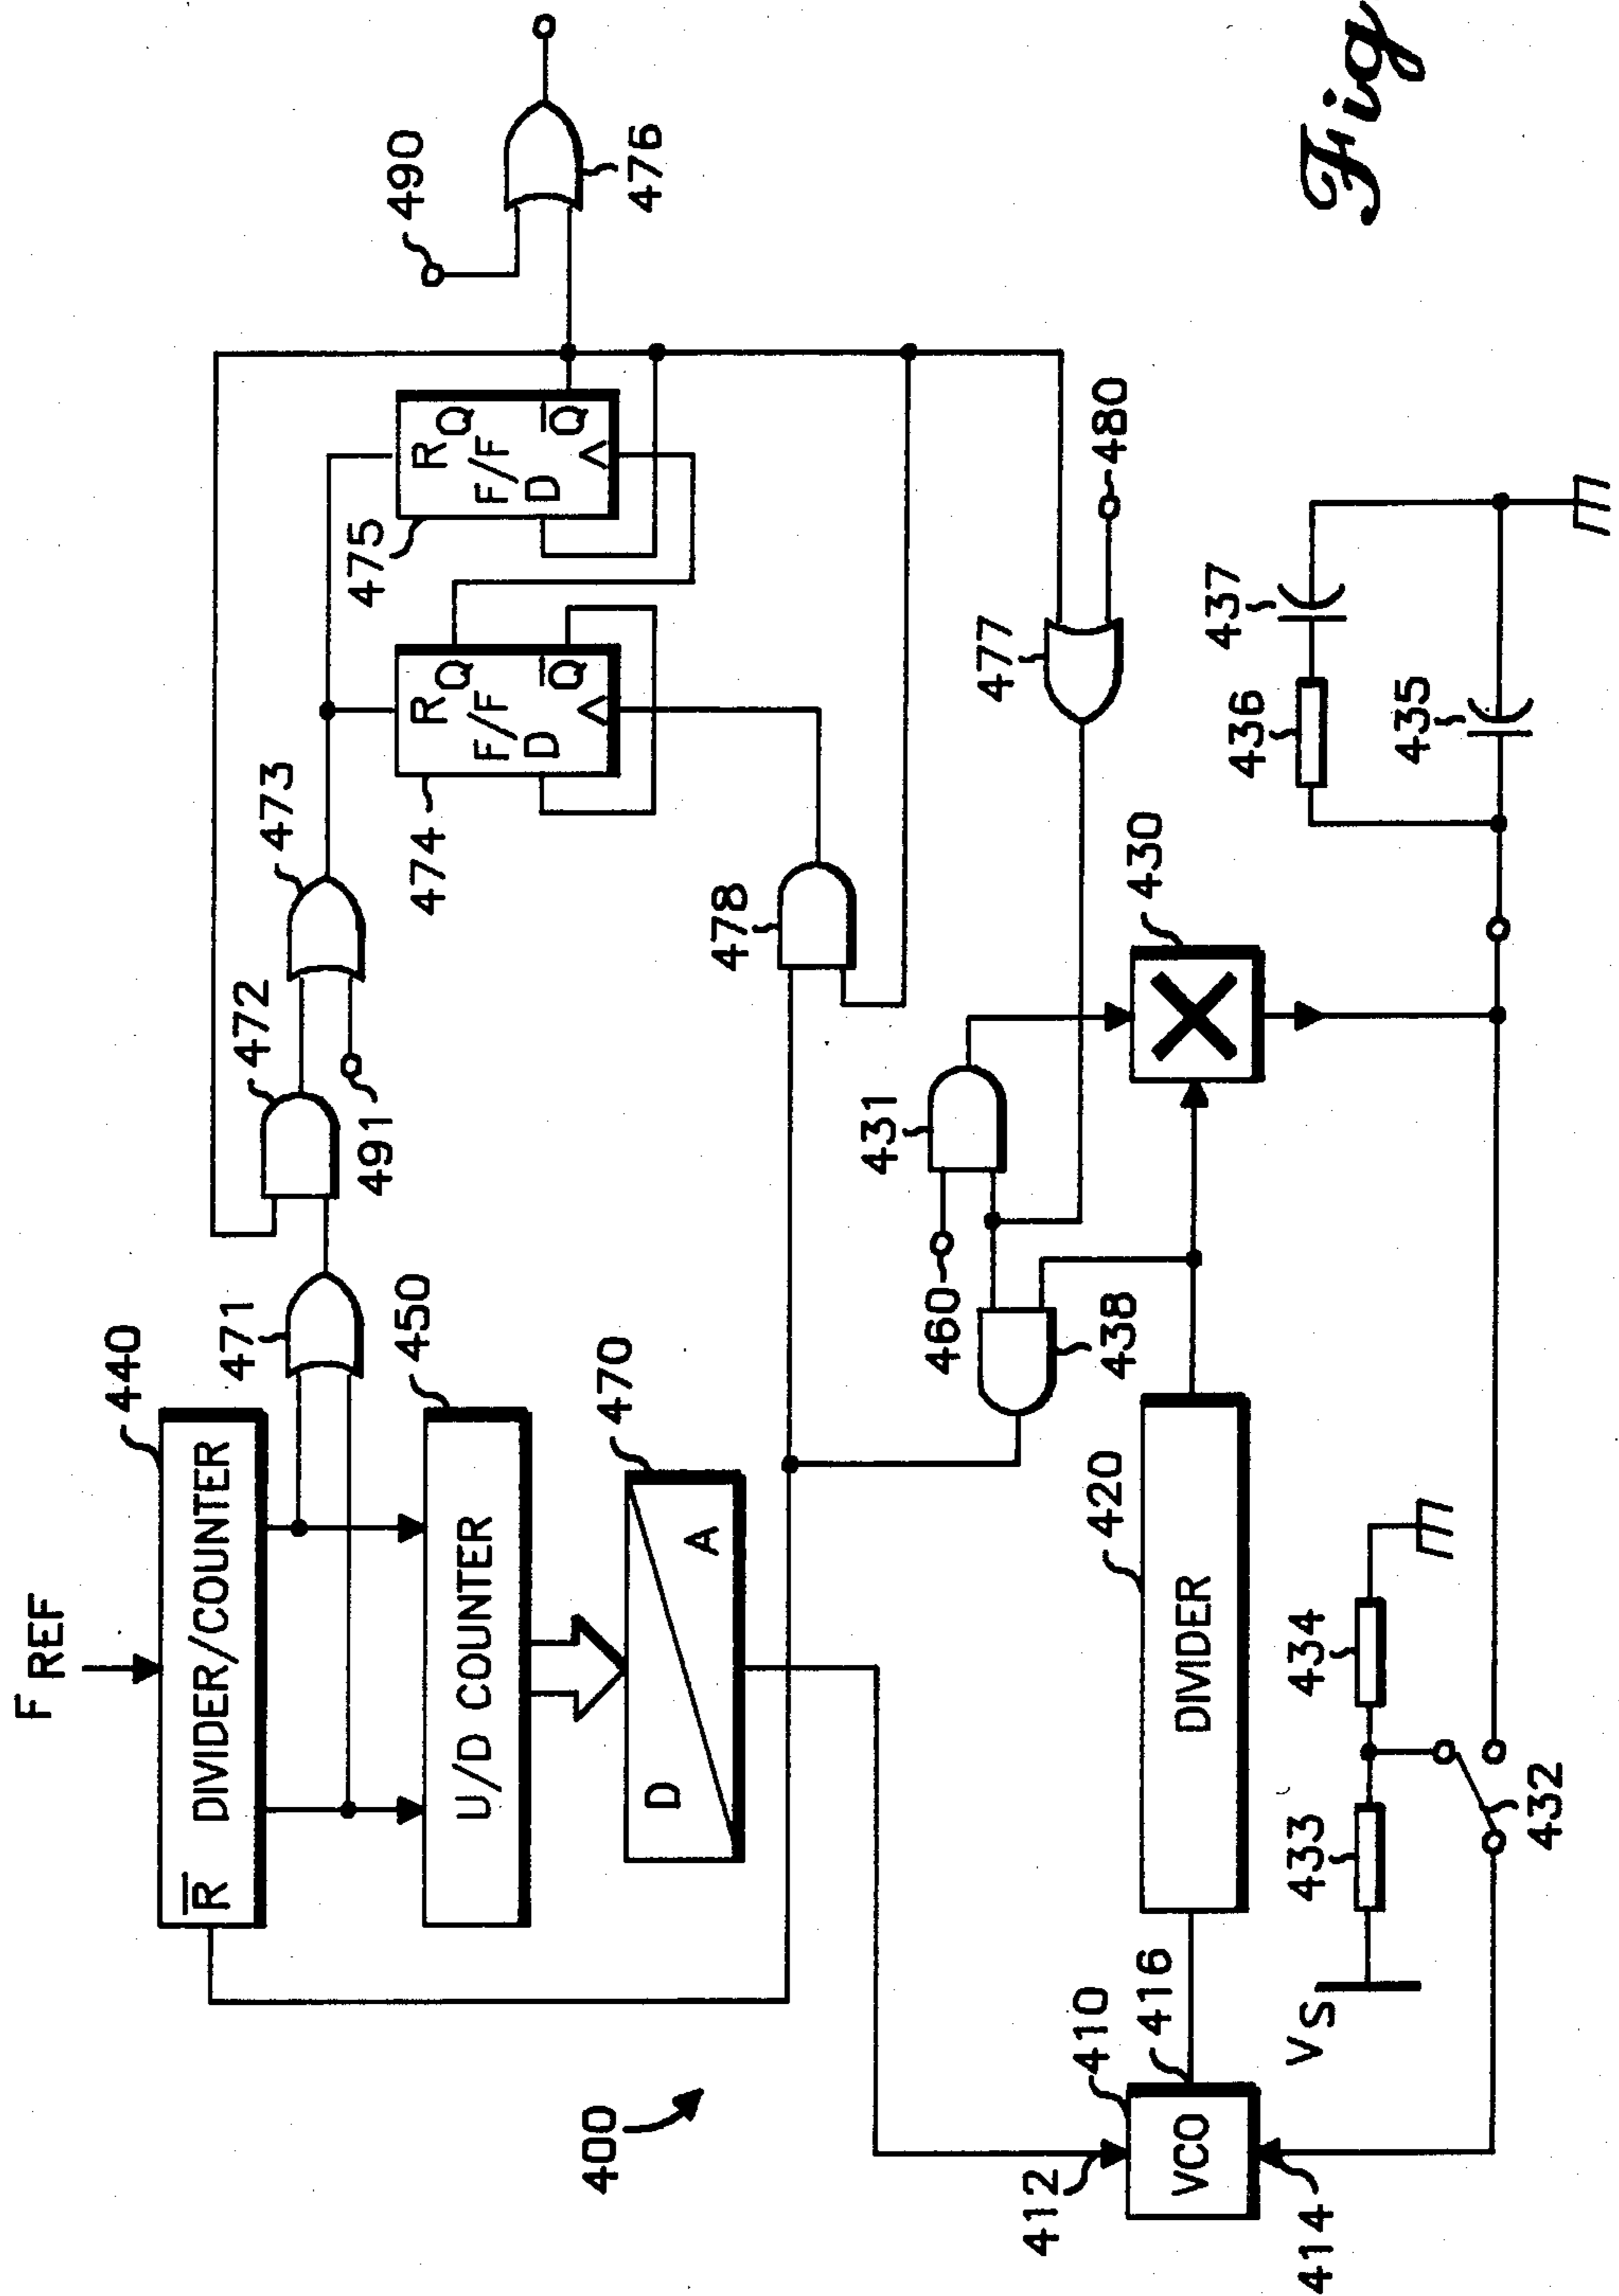 F REF
440
R DIVIDER/COUNTER
471
472
473
491
450
U/D COUNTER
470
D A
474
R
Q
F/F
D
Q
475
R
Q
F/F
D
Q
490
476
478
477
480
400
431
460
438
430
420
DIVIDER
410
416
412
VCO
414
VS
433
434
432
436
437
435
Fig